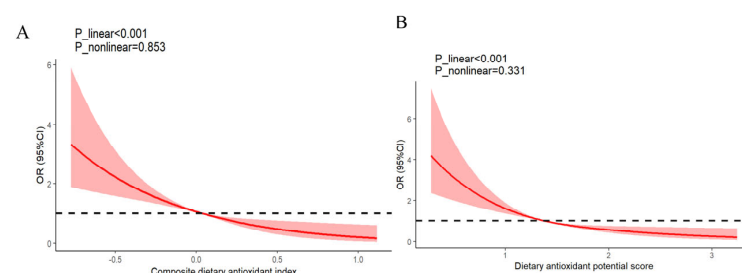 A
P_linear<0.001
P_nonlinear=0.853
6
4
2
0
OR (95%CI)
-0.5
0.0
0.5
1.0
Composite dietary antioxidant index
B
P_linear<0.001
P_nonlinear=0.331
6
4
2
0
OR (95%CI)
1
2
3
Dietary antioxidant potential score